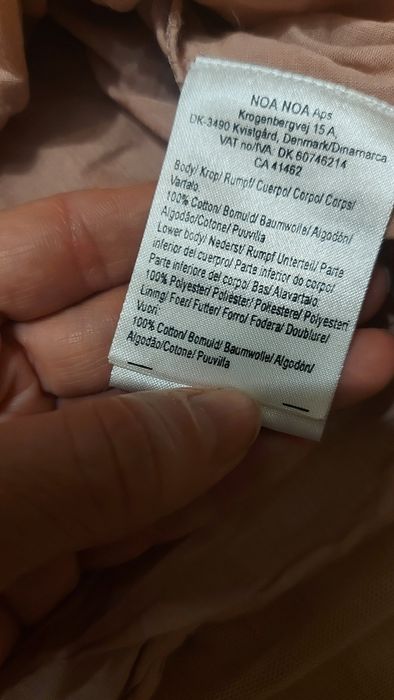 NOA NOA Aps
Krogenbergvej 15 A,
DK-3490 Kvistgård, Denmark/Dinamarca
VAT no/IVA: DK 60746214
CA 41462
Body/ Krop/ Rumpf/ Cuerpo/ Corpo/ Corps/
Vartalo:
100% Cotton/ Bomuld/ Baumwolle/ Algodón/
Algodão/Cotone/ Puuvilla
Lower body/ Nederst/ Rumpf Unterteil/ Parte
inferior del cuerpo/ Parte inferior do corpo/
Parte inferiore del corpo/ Bas/ Alavartalo:
100% Polyester/ Poliéster/ Poliestere/ Polyesteri
Lining/ Foer/ Futter/ Forro/ Fodera/ Doublure/
Vuori:
100% Cotton/ Bomuld/ Baumwolle/ Algodón/
Algodão/Cotone/ Puuvilla